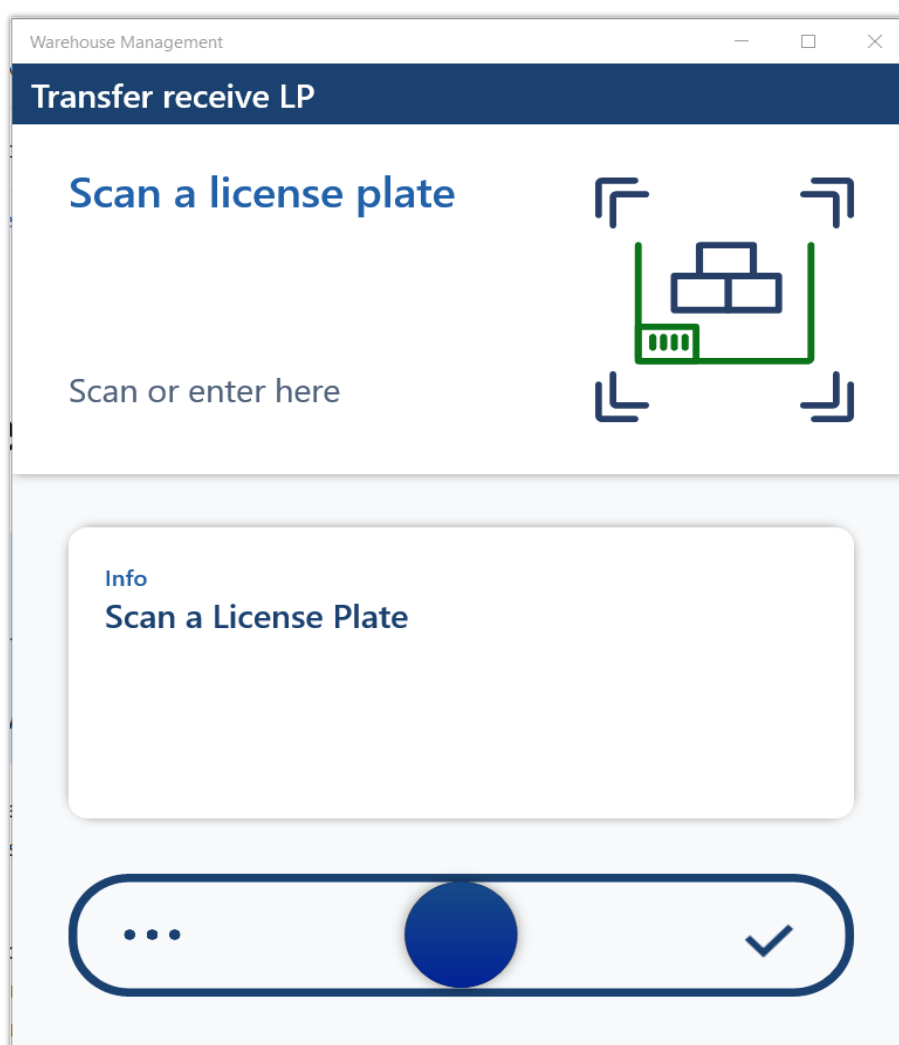 Warehouse Management
Transfer receive LP
Scan a license plate
Scan or enter here
Info
Scan a License Plate